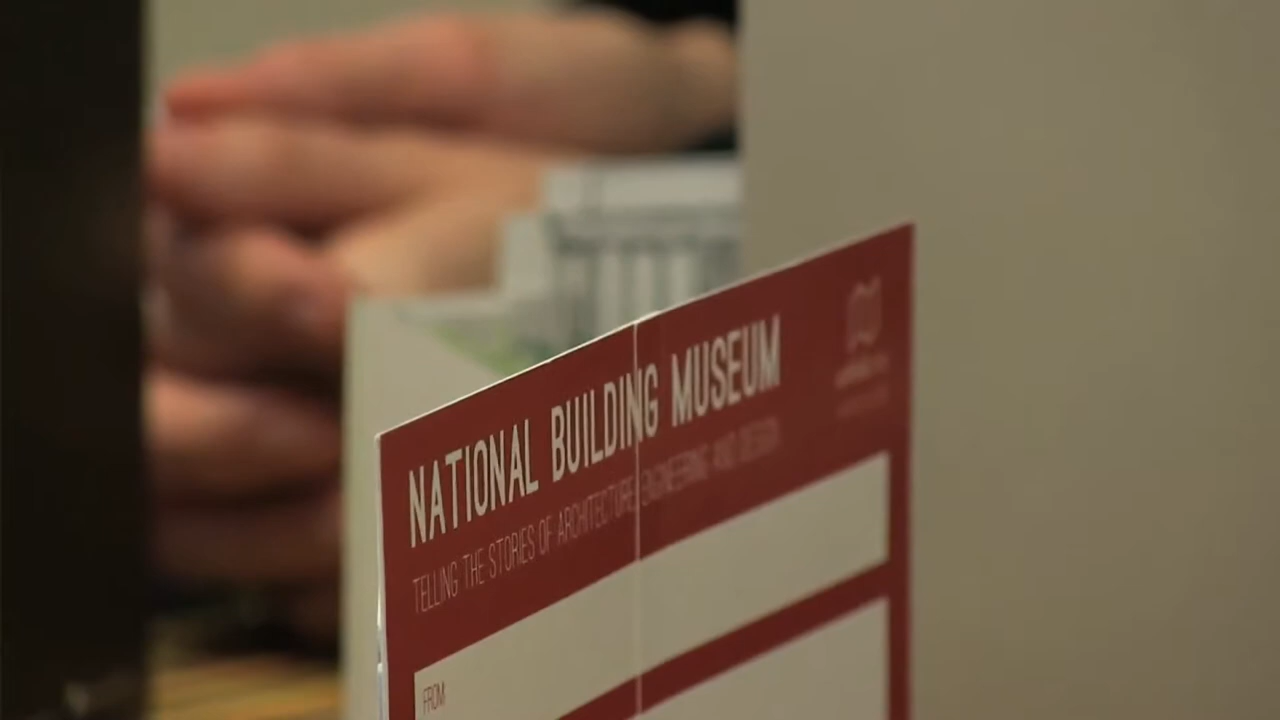 NATIONAL BUILDING MUSEUM
TELLING THE STORIES OF ARCHITECTURE, ENGINEERING AND DESIGN
FROM: